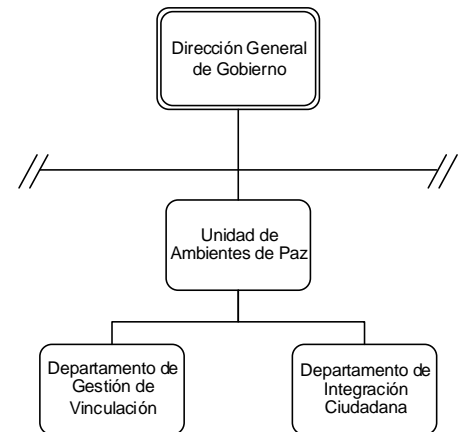 Dirección General
de Gobierno
Unidad de
Ambientes de Paz
Departamento de
Gestión de
Vinculación
Departamento de
Integración
Ciudadana